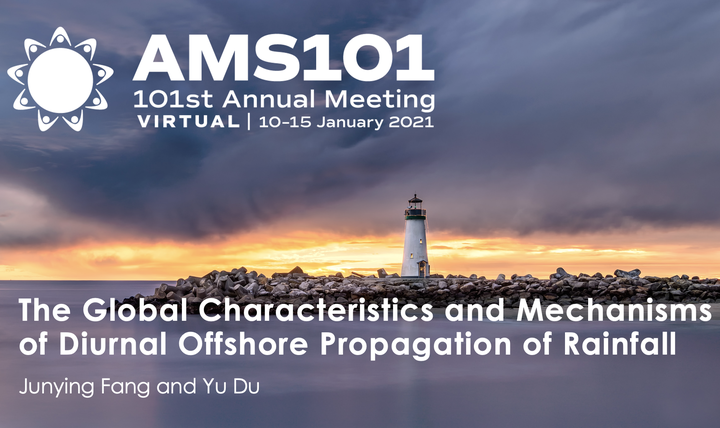 AMS101
101st Annual Meeting
VIRTUAL | 10-15 January 2021
The Global Characteristics and Mechanisms
of Diurnal Offshore Propagation of Rainfall
Junying Fang and Yu Du